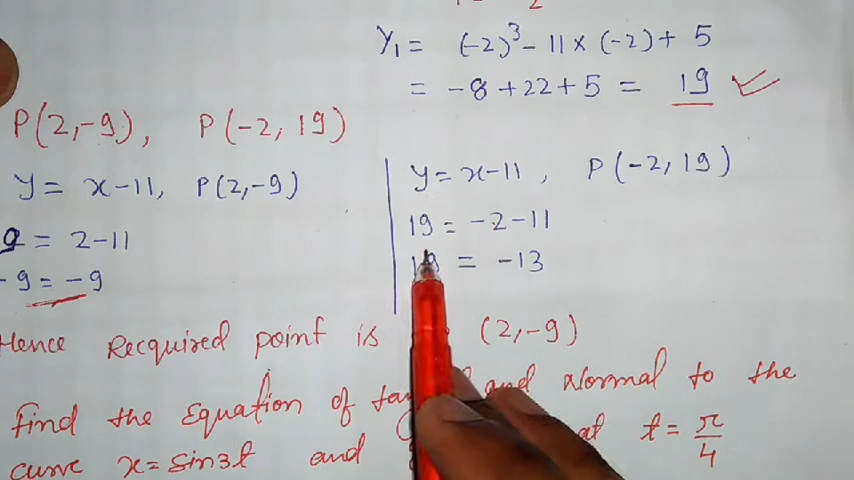 Y₁ = (-2)³ - 11 × (-2) + 5
= -8 + 22 + 5 = 19
P(2,-9), P(-2, 19)
y = x-11, P(2,-9)
9 = 2-11
-9 = -9
y = x-11, P(-2, 19)
19 = -2-11
19 = -13
Hence Recquired point is (2,-9)
find the Equation of and Normal to the
curve x = sin3t and at t = π/4